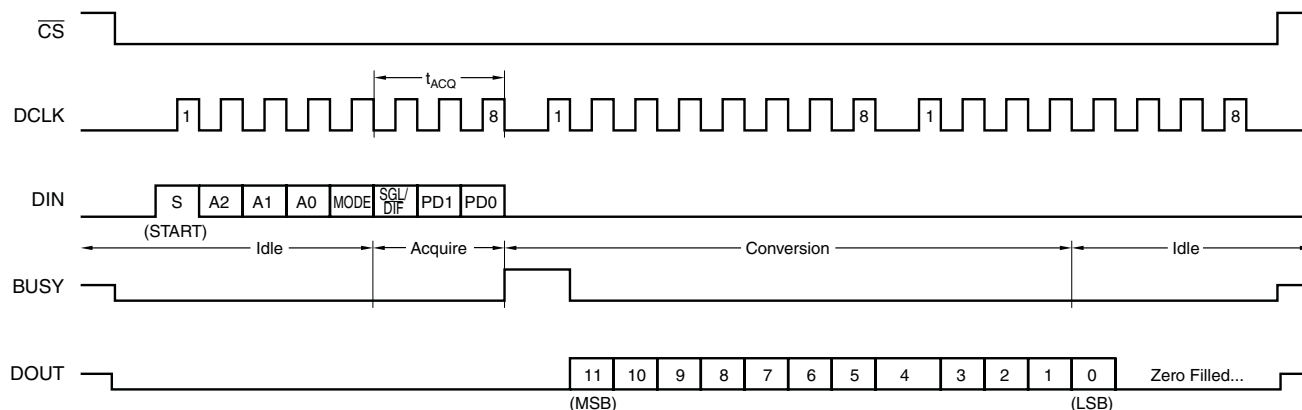 CS
tACQ
DCLK 1 8 1 8 1 8
DIN S A2 A1 A0 MODE SGL/DIF PD1 PD0
(START)
Idle Acquire Conversion Idle
BUSY
DOUT 11 10 9 8 7 6 5 4 3 2 1 0 Zero Filled...
(MSB) (LSB)